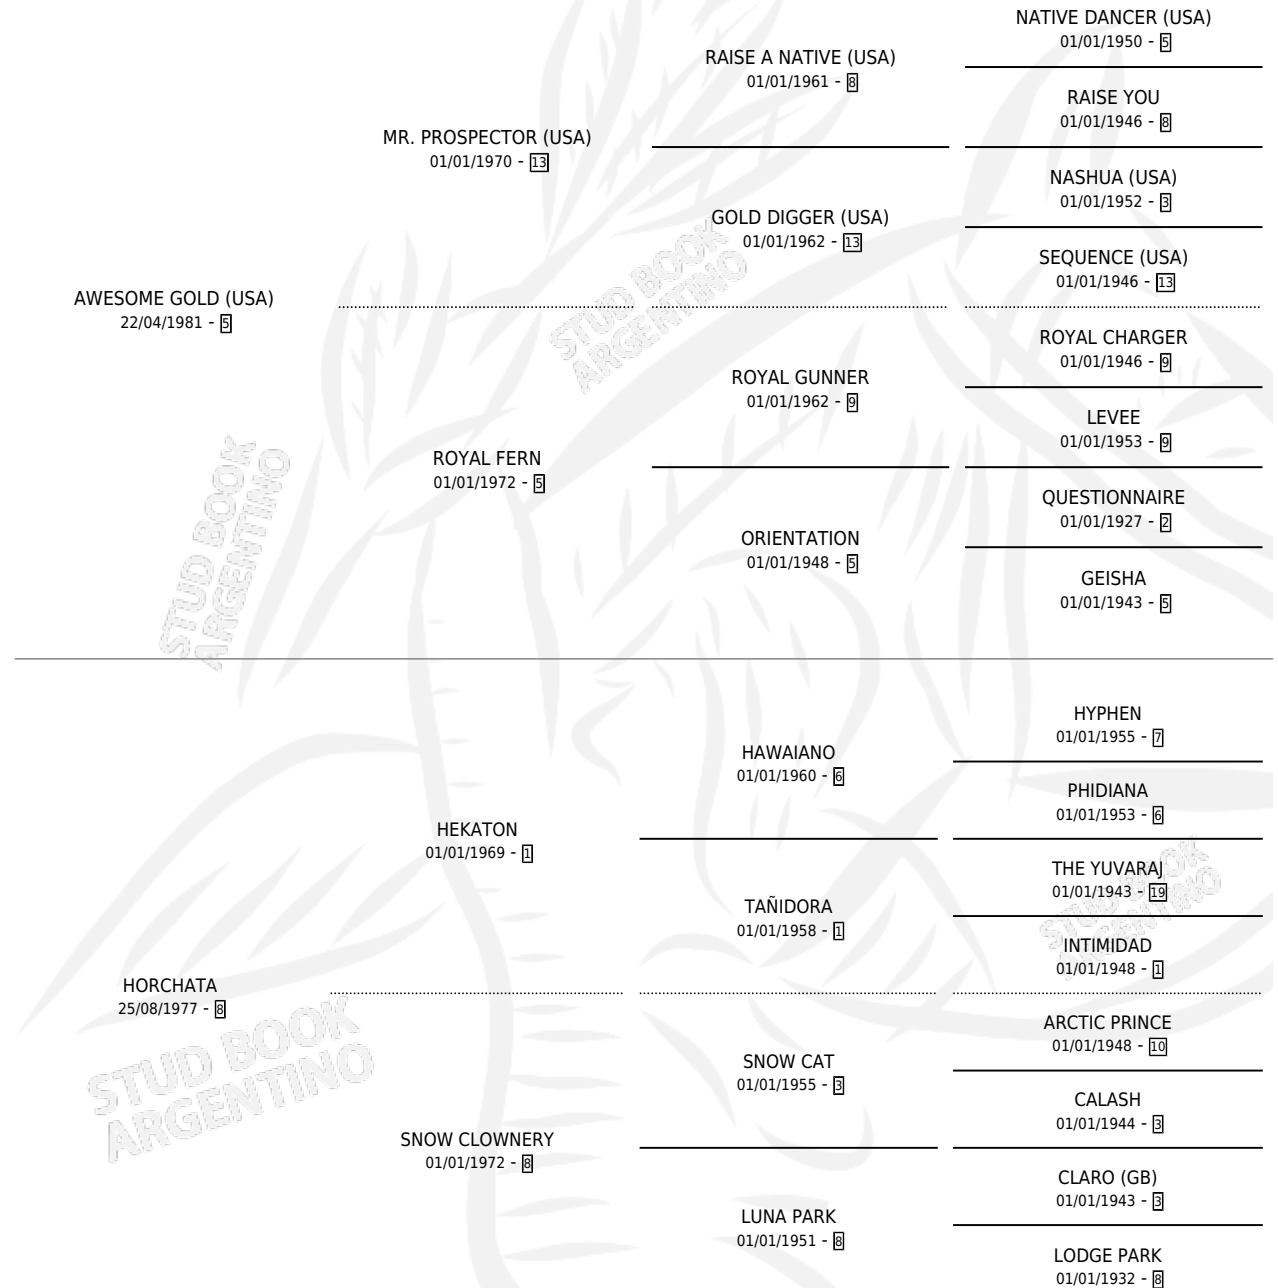 NATIVE DANCER (USA)
01/01/1950 - 5
RAISE A NATIVE (USA)
01/01/1961 - 8
RAISE YOU
01/01/1946 - 8
MR. PROSPECTOR (USA)
01/01/1970 - 13
NASHUA (USA)
01/01/1952 - 3
GOLD DIGGER (USA)
01/01/1962 - 13
SEQUENCE (USA)
01/01/1946 - 13
AWESOME GOLD (USA)
22/04/1981 - 5
ROYAL CHARGER
01/01/1946 - 9
ROYAL GUNNER
01/01/1962 - 9
LEVEE
01/01/1953 - 9
ROYAL FERN
01/01/1972 - 5
QUESTIONNAIRE
01/01/1927 - 2
ORIENTATION
01/01/1948 - 5
GEISHA
01/01/1943 - 5
HYPHEN
01/01/1955 - 7
HAWAIANO
01/01/1960 - 6
PHIDIANA
01/01/1953 - 6
HEKATON
01/01/1969 - 1
THE YUVARAJ
01/01/1943 - 19
TAÑIDORA
01/01/1958 - 1
INTIMIDAD
01/01/1948 - 1
HORCHATA
25/08/1977 - 8
ARCTIC PRINCE
01/01/1948 - 10
SNOW CAT
01/01/1955 - 3
CALASH
01/01/1944 - 3
SNOW CLOWNERY
01/01/1972 - 8
CLARO (GB)
01/01/1943 - 3
LUNA PARK
01/01/1951 - 8
LODGE PARK
01/01/1932 - 8
STUD BOOK
ARGENTINO
STUD BOOK
ARGENTINO
STUD BOOK
ARGENTINO
STUD BOOK
ARGENTINO